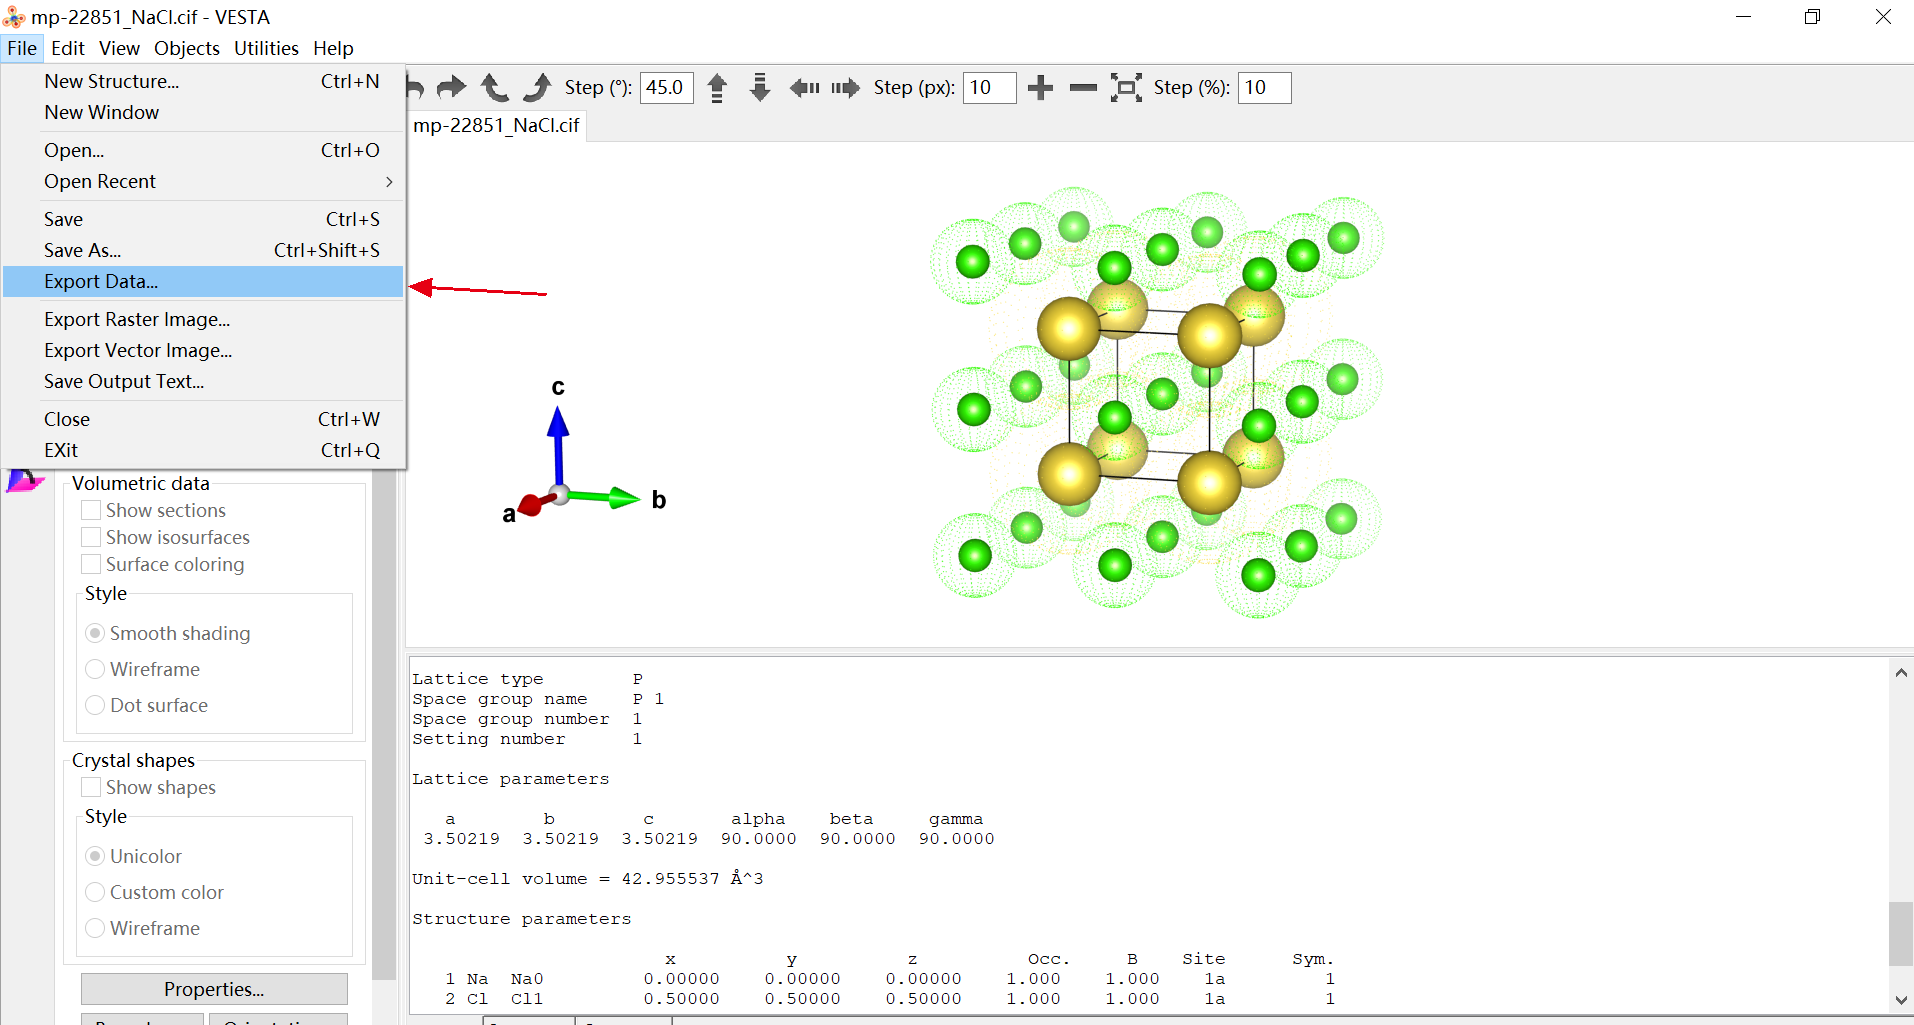 mp-22851_NaCl.cif - VESTA
File Edit View Objects Utilities Help
New Structure... Ctrl+N
New Window
Open... Ctrl+O
Open Recent
Save Ctrl+S
Save As... Ctrl+Shift+S
Export Data...
Export Raster Image...
Export Vector Image...
Save Output Text...
Close Ctrl+W
EXit Ctrl+Q
Step (°): 45.0 Step (px): 10 Step (%): 10
mp-22851_NaCl.cif
c
b
a
Volumetric data
Show sections
Show isosurfaces
Surface coloring
Style
Smooth shading
Wireframe
Dot surface
Crystal shapes
Show shapes
Style
Unicolor
Custom color
Wireframe
Properties...
Lattice type P
Space group name P 1
Space group number 1
Setting number 1
Lattice parameters
a b c alpha beta gamma
3.50219 3.50219 3.50219 90.0000 90.0000 90.0000
Unit-cell volume = 42.955537 Å^3
Structure parameters
x y z Occ. B Site Sym.
1 Na Na0 0.00000 0.00000 0.00000 1.000 1.000 1a 1
2 Cl Cl1 0.50000 0.50000 0.50000 1.000 1.000 1a 1